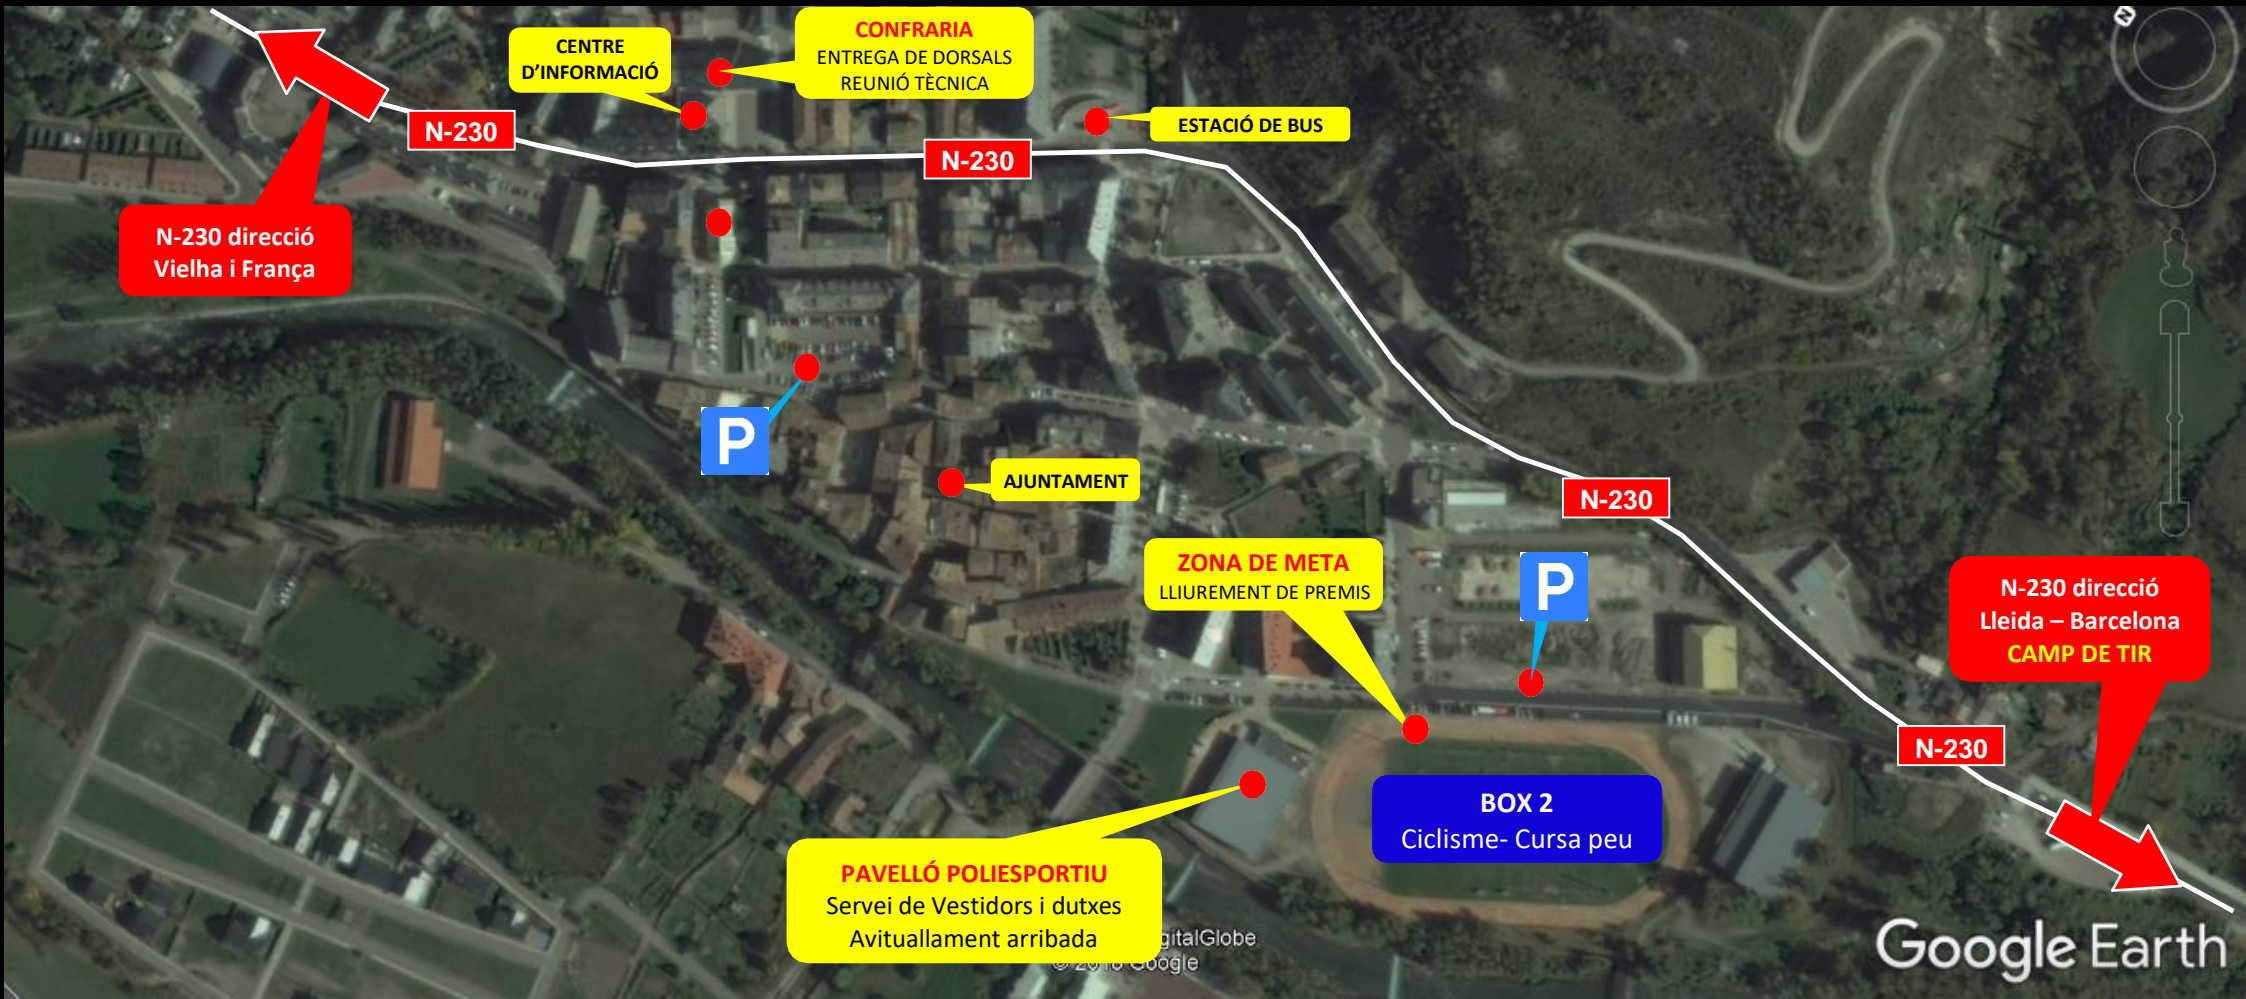 N
CENTRE
D'INFORMACIÓ
CONFRARIA
ENTREGA DE DORSALS
REUNIÓ TÈCNICA
ESTACIÓ DE BUS
N-230
N-230
N-230 direcció
Vielha i França
P
AJUNTAMENT
N-230
ZONA DE META
LLIUREMENT DE PREMIS
P
N-230 direcció
Lleida – Barcelona
CAMP DE TIR
N-230
BOX 2
Ciclisme- Cursa peu
PAVELLÓ POLIESPORTIU
Servei de Vestidors i dutxes
Avituallament arribada
gitalGlobe
Google
Google Earth